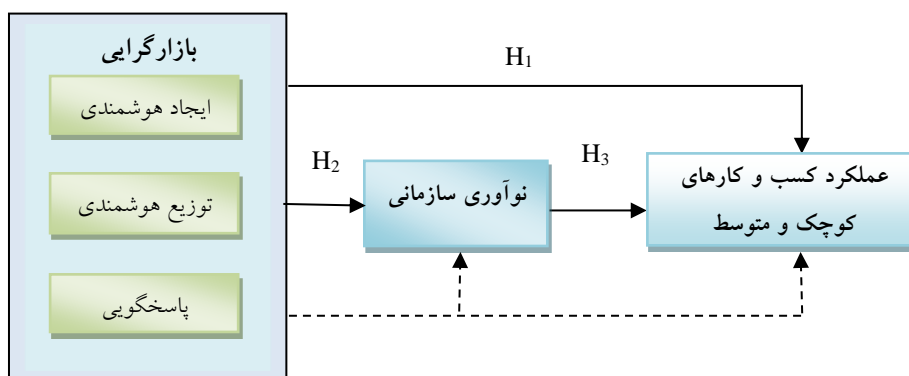 بازارگرایی
ایجاد هوشمندی
توزیع هوشمندی
پاسخگویی
H₁
H₂
نوآوری سازمانی
H₃
عملکرد کسب و کارهای
کوچک و متوسط